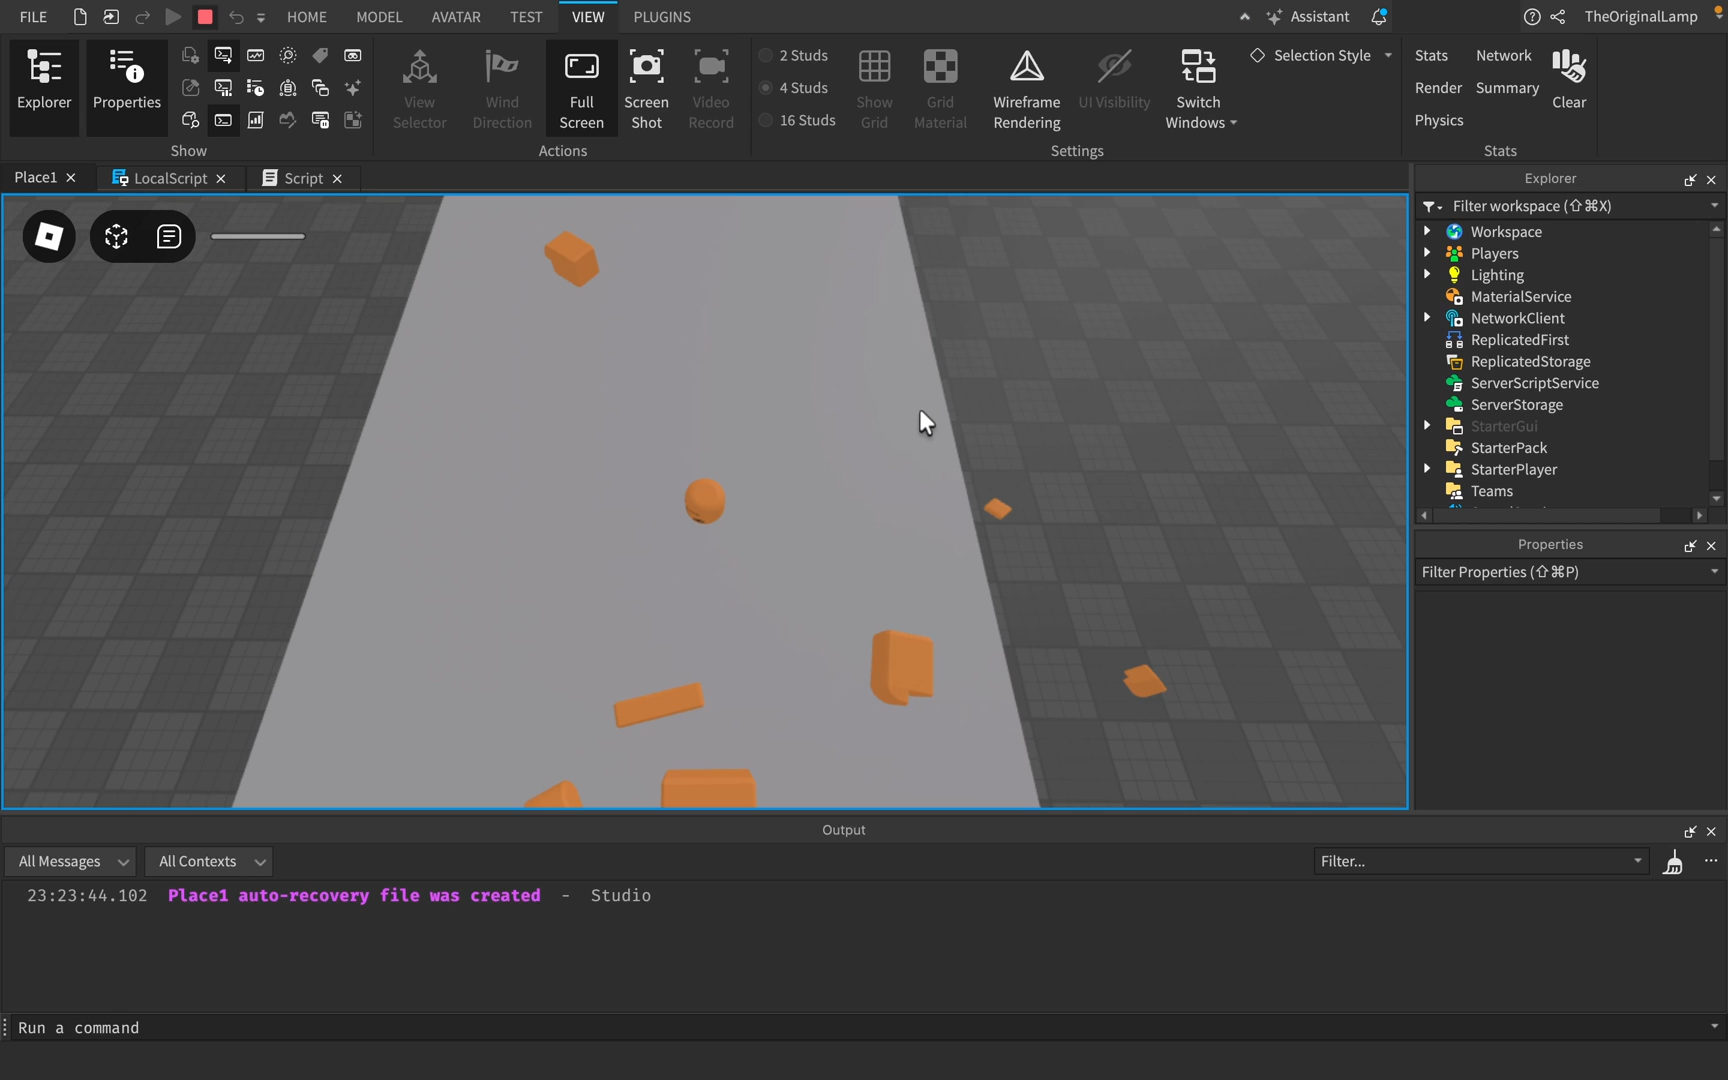 FILE
HOME
MODEL
AVATAR
TEST
VIEW
PLUGINS
Assistant
TheOriginalLamp
Explorer
Properties
Show
View
Selector
Wind
Direction
Full
Screen
Screen
Shot
Video
Record
Actions
2 Studs
4 Studs
16 Studs
Show
Grid
Grid
Material
Wireframe
Rendering
UI Visibility
Switch
Windows
Selection Style
Settings
Stats
Network
Render
Summary
Physics
Clear
Stats
Place1
LocalScript
Script
Explorer
Filter workspace (⇧⌘X)
Workspace
Players
Lighting
MaterialService
NetworkClient
ReplicatedFirst
ReplicatedStorage
ServerScriptService
ServerStorage
StarterGui
StarterPack
StarterPlayer
Teams
Properties
Filter Properties (⇧⌘P)
Output
All Messages
All Contexts
Filter...
23:23:44.102 Place1 auto-recovery file was created - Studio
Run a command